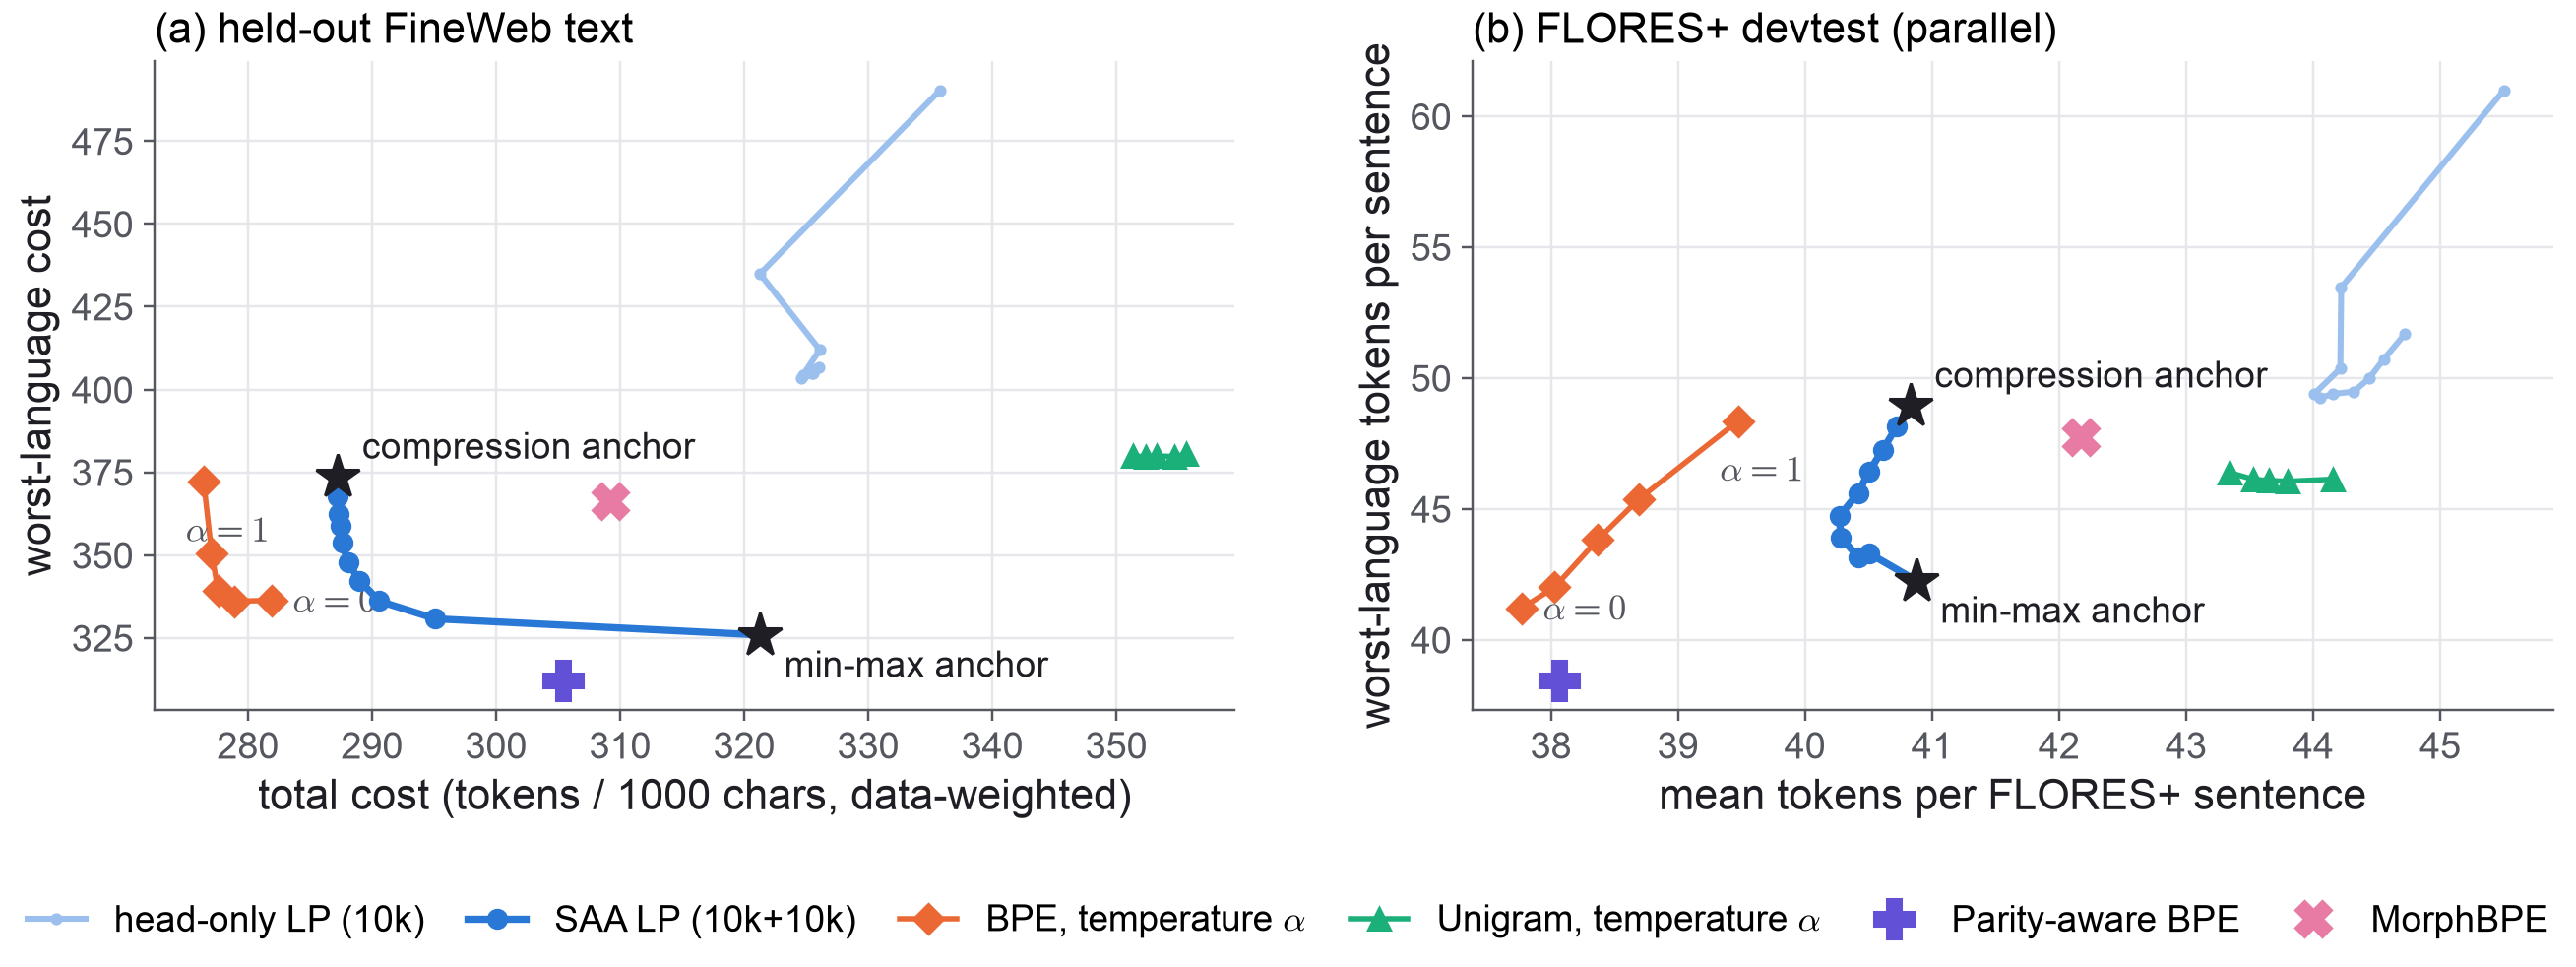 (a) held-out FineWeb text
worst-language cost
475
450
425
400
375
350
325
compression anchor
α = 1
α = 0
min-max anchor
280 290 300 310 320 330 340 350
total cost (tokens / 1000 chars, data-weighted)
(b) FLORES+ devtest (parallel)
worst-language tokens per sentence
60
55
50
45
40
compression anchor
α = 1
α = 0
min-max anchor
38 39 40 41 42 43 44 45
mean tokens per FLORES+ sentence
head-only LP (10k) SAA LP (10k+10k) BPE, temperature α Unigram, temperature α Parity-aware BPE MorphBPE